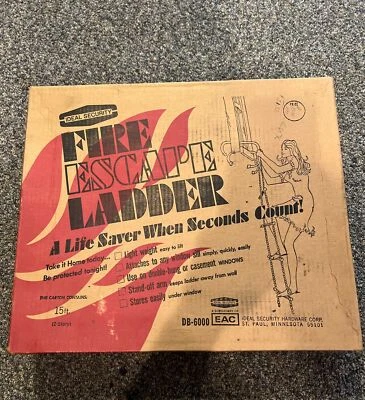 IDEAL SECURITY
FIRE
ESCAPE
LADDER
A Life Saver When Seconds Count!
Take it Home today...
Be protected tonight!
Light weight easy to lift
Attaches to any window sill simply, quickly, easily
Use on double-hung or casement WINDOWS
Stand-off arm keeps ladder away from wall
Stores easily under window
THIS CARTON CONTAINS:
15ft.
(2 Story)
DB-6000
EAC
IDEAL SECURITY HARDWARE CORP.
ST. PAUL, MINNESOTA 55101